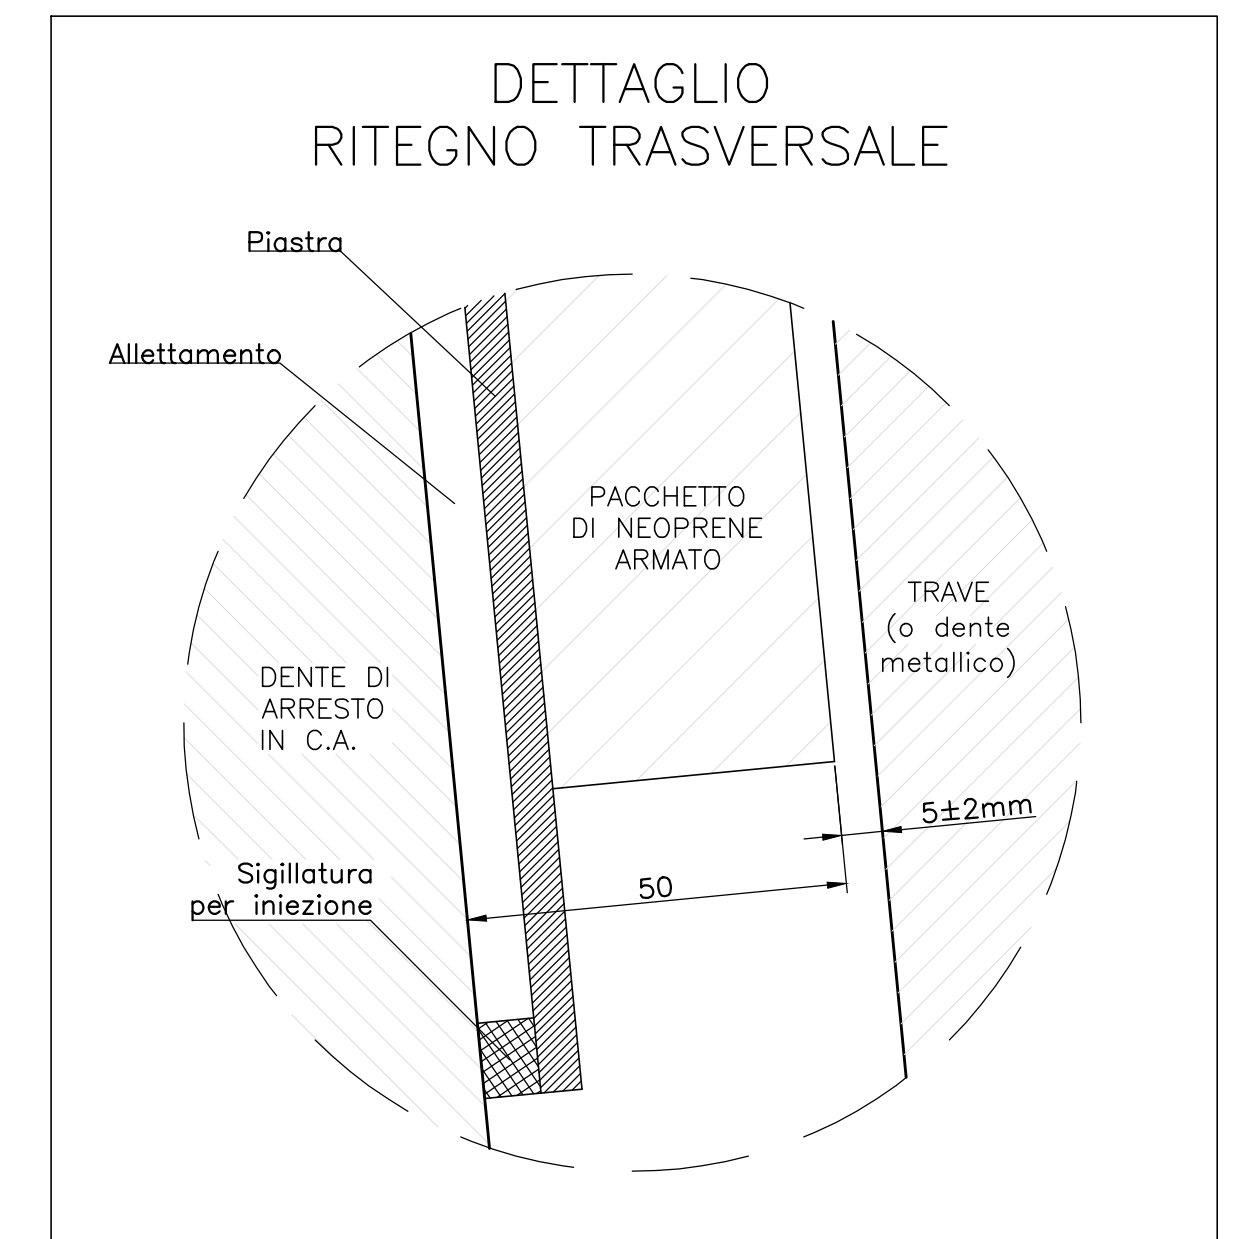 DETTAGLIO
RITEGNO TRASVERSALE
Piastra
Allettamento
PACCHETTO
DI NEOPRENE
ARMATO
TRAVE
(o dente
metallico)
DENTE DI
ARRESTO
IN C.A.
5±2mm
Sigillatura
per iniezione
50